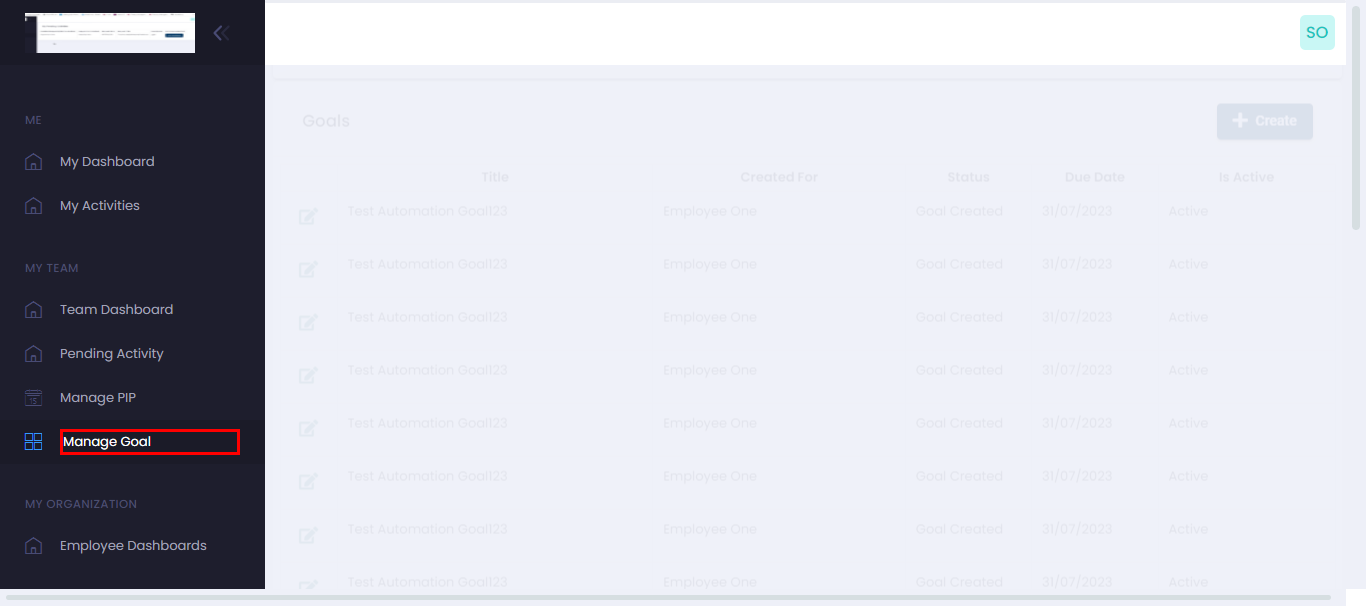 SO
ME
My Dashboard
My Activities
MY TEAM
Team Dashboard
Pending Activity
Manage PIP
Manage Goal
MY ORGANIZATION
Employee Dashboards
Goals
Create
Title Created For Status Due Date Is Active
Test Automation Goal123 Employee One Goal Created 31/07/2023 Active
Test Automation Goal123 Employee One Goal Created 31/07/2023 Active
Test Automation Goal123 Employee One Goal Created 31/07/2023 Active
Test Automation Goal123 Employee One Goal Created 31/07/2023 Active
Test Automation Goal123 Employee One Goal Created 31/07/2023 Active
Test Automation Goal123 Employee One Goal Created 31/07/2023 Active
Test Automation Goal123 Employee One Goal Created 31/07/2023 Active
Test Automation Goal123 Employee One Goal Created 31/07/2023 Active